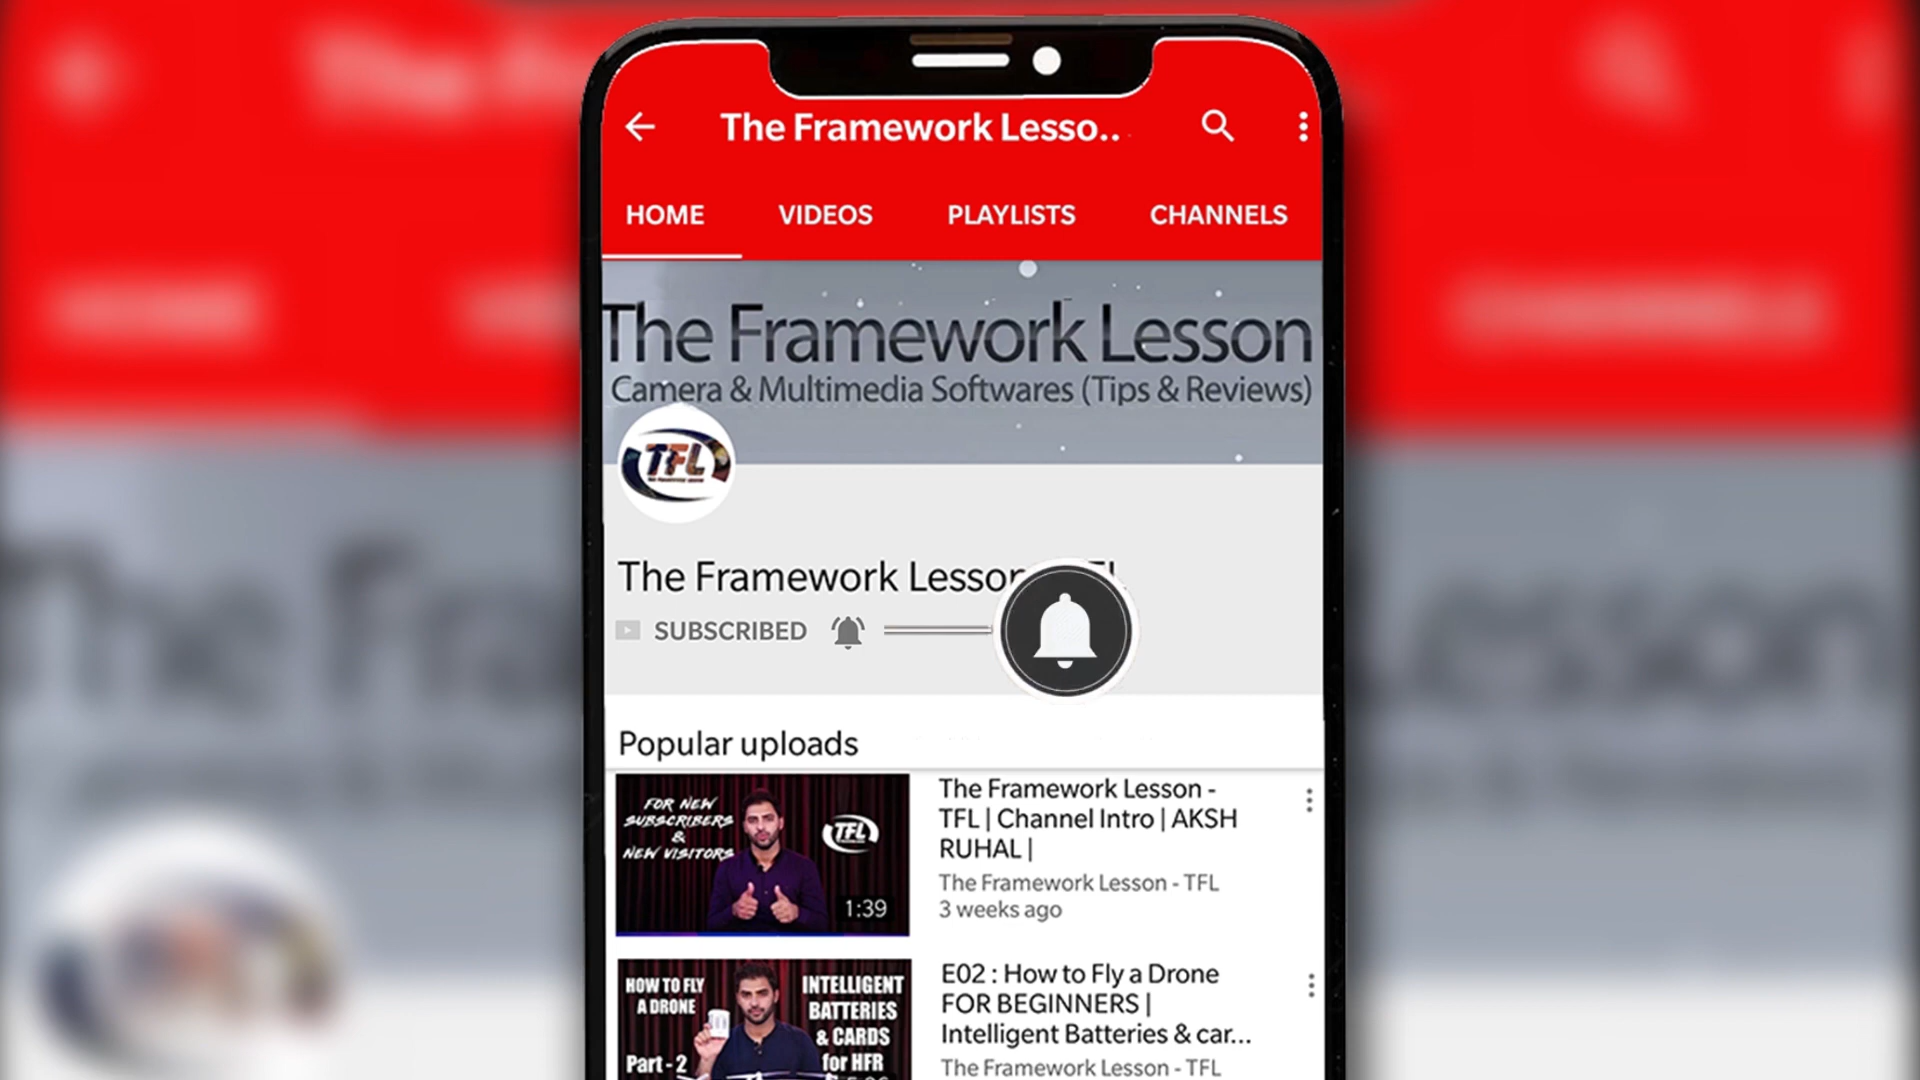 The Framework Lesso..
HOME VIDEOS PLAYLISTS CHANNELS
The Framework Lesson
Camera & Multimedia Softwares (Tips & Reviews)
TFL
The Framework Lesson
SUBSCRIBED
Popular uploads
FOR NEW
SUBSCRIBERS
&
NEW VISITORS
TFL
1:39
The Framework Lesson -
TFL | Channel Intro | AKSH
RUHAL |
The Framework Lesson - TFL
3 weeks ago
HOW TO FLY
A DRONE
Part - 2
INTELLIGENT
BATTERIES
& CARDS
for HFR
E02 : How to Fly a Drone
FOR BEGINNERS |
Intelligent Batteries & car...
The Framework Lesson - TFL